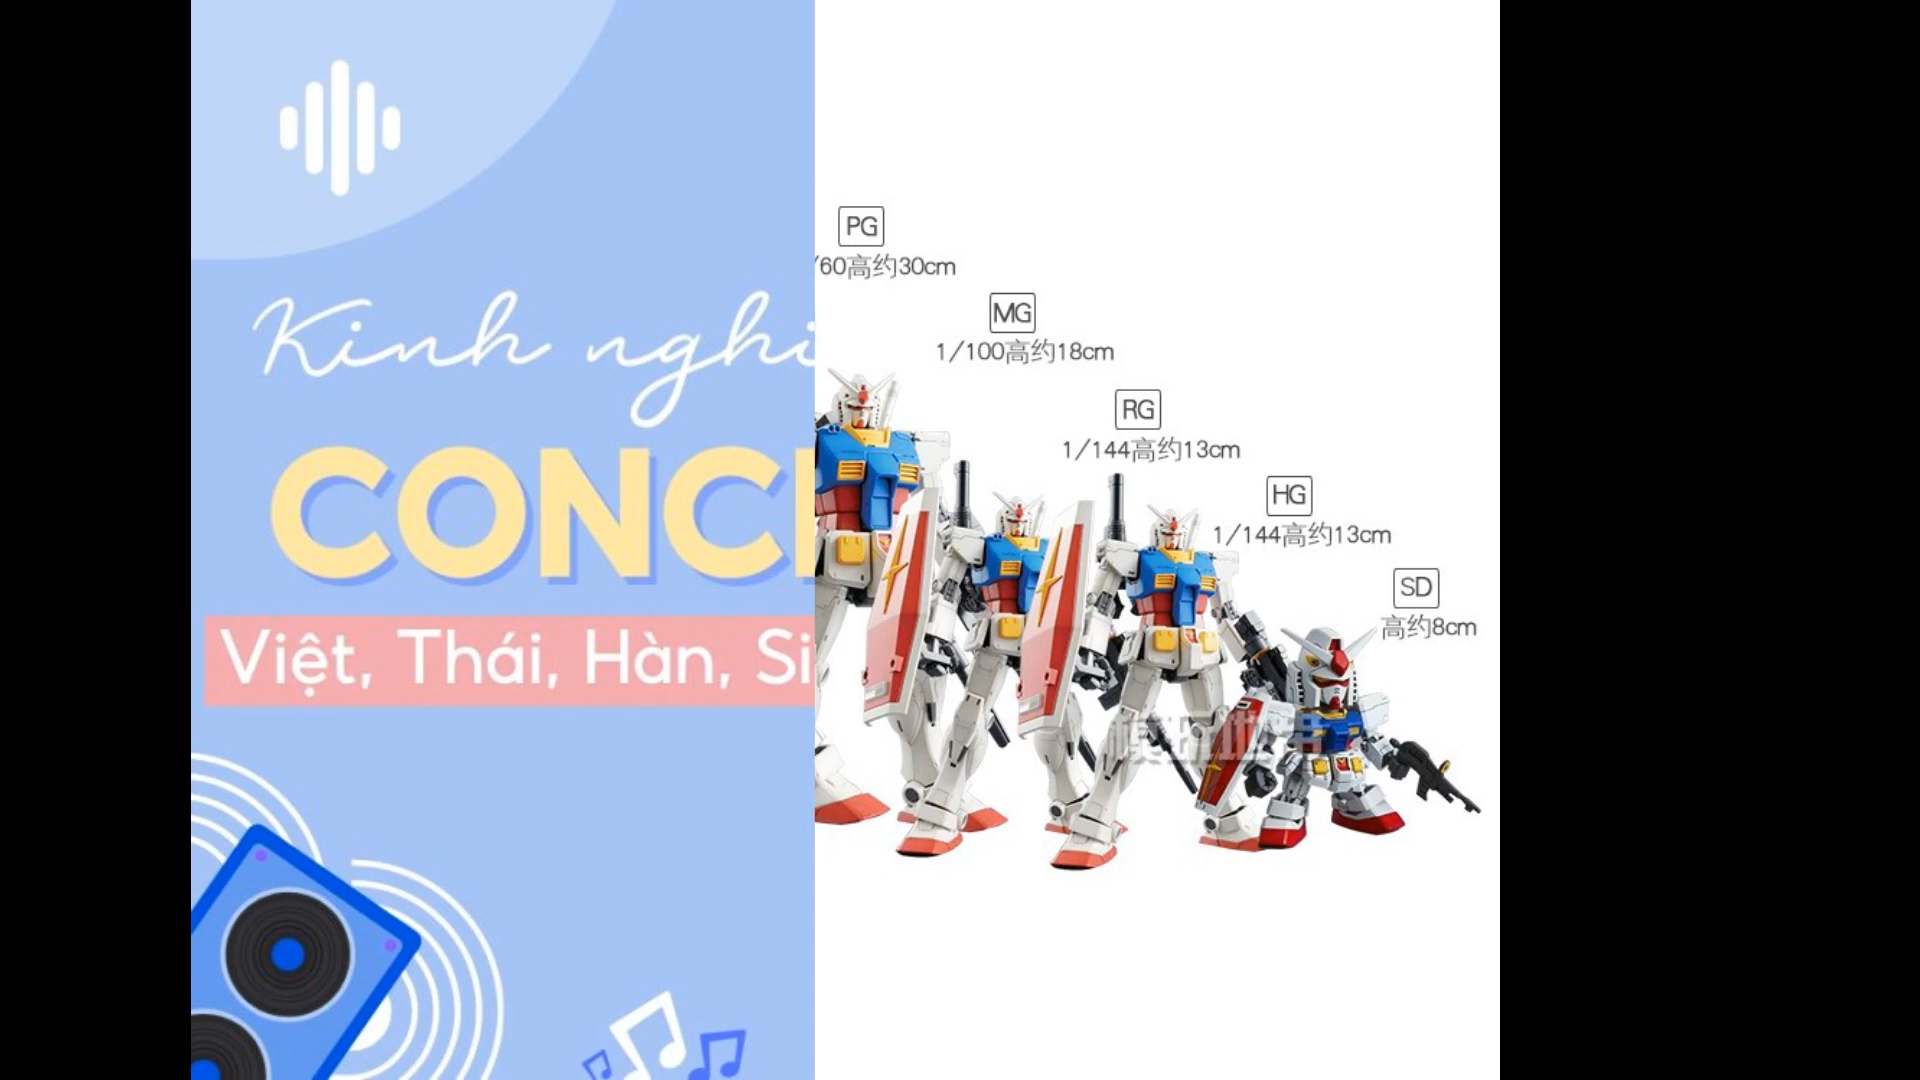 Kinh nghi
CONC
Việt, Thái, Hàn, Si
PG
/60高约30cm
MG
1/100高约18cm
RG
1/144高约13cm
HG
1/144高约13cm
SD
高约8cm